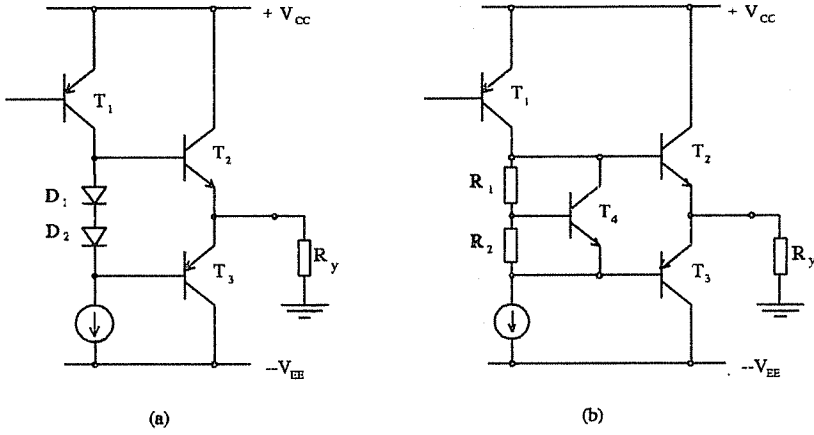 + V_CC
T_1
T_2
D_1
D_2
T_3
R_y
--V_EE
(a)
+ V_CC
T_1
T_2
R_1
T_4
R_2
T_3
R_y
--V_EE
(b)